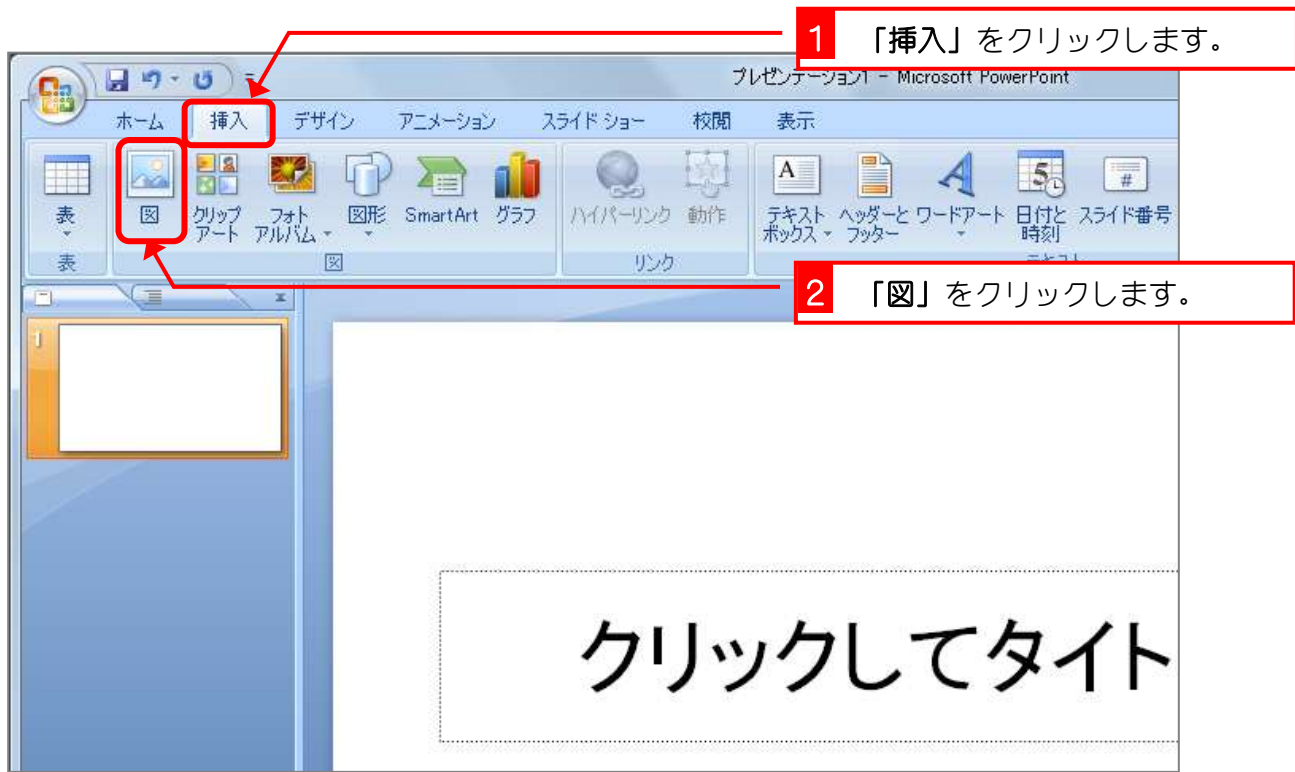 1 「挿入」をクリックします。
プレゼンテーション1 - Microsoft PowerPoint
ホーム 挿入 デザイン アニメーション スライド ショー 校閲 表示
表 図 クリップ アート フォト アルバム 図形 SmartArt グラフ ハイパーリンク 動作 テキスト ボックス ヘッダーと フッター ワードアート 日付と 時刻 スライド番号
表 図 リンク テキスト
2 「図」をクリックします。
1
クリックしてタイト